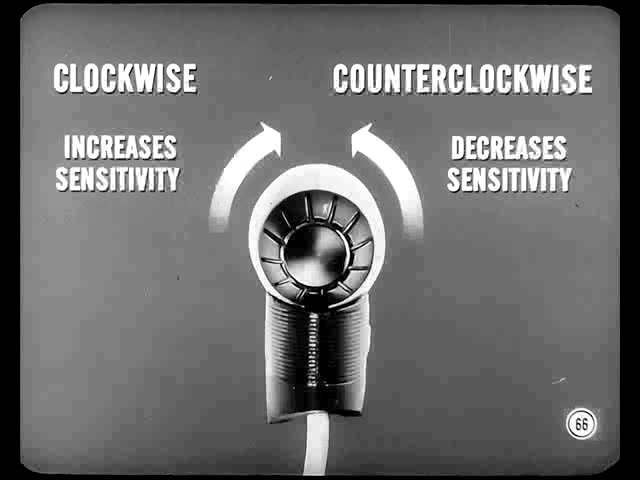 CLOCKWISE
INCREASES
SENSITIVITY
COUNTERCLOCKWISE
DECREASES
SENSITIVITY
66